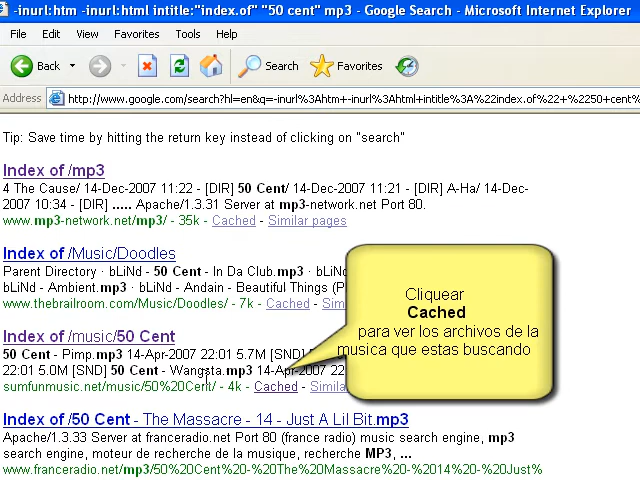 -inurl:htm -inurl:html intitle:"index.of" "50 cent" mp3 - Google Search - Microsoft Internet Explorer
File Edit View Favorites Tools Help
Back Search Favorites
Address http://www.google.com/search?hl=en&q=-inurl%3Ahtm+-inurl%3Ahtml+intitle%3A%22index.of%22+%2250+cent%
Tip: Save time by hitting the return key instead of clicking on "search"
Index of /mp3
4 The Cause/ 14-Dec-2007 11:22 - [DIR] 50 Cent/ 14-Dec-2007 11:21 - [DIR] A-Ha/ 14-Dec-
2007 10:34 - [DIR] ..... Apache/1.3.31 Server at mp3-network.net Port 80.
www.mp3-network.net/mp3/ - 35k - Cached - Similar pages
Index of /Music/Doodles
Parent Directory · bLiNd - 50 Cent - In Da Club.mp3 · bLiN
bLiNd - Ambient.mp3 · bLiNd - Andain - Beautiful Things (P
www.thebrailroom.com/Music/Doodles/ - 7k - Cached - Sim
Index of /music/50 Cent
50 Cent - Pimp.mp3 14-Apr-2007 22:01 5.7M [SND]
22:01 5.0M [SND] 50 Cent - Wangsta.mp3 14-Apr-2007 22
sumfunmusic.net/music/50%20Cent/ - 4k - Cached - Simila
Cliquear
Cached
para ver los archivos de la
musica que estas buscando
Index of /50 Cent - The Massacre - 14 - Just A Lil Bit.mp3
Apache/1.3.33 Server at franceradio.net Port 80 (france radio) music search engine, mp3
search engine, moteur de recherche de la musique, recherche MP3, ...
www.franceradio.net/mp3/50%20Cent%20-%20The%20Massacre%20-%2014%20-%20Just%